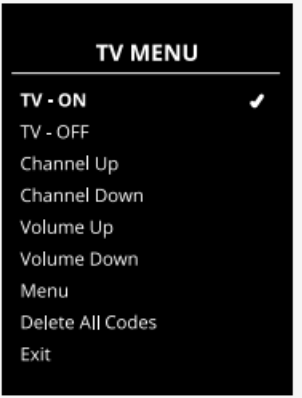 TV MENU
TV - ON ✔
TV - OFF
Channel Up
Channel Down
Volume Up
Volume Down
Menu
Delete All Codes
Exit